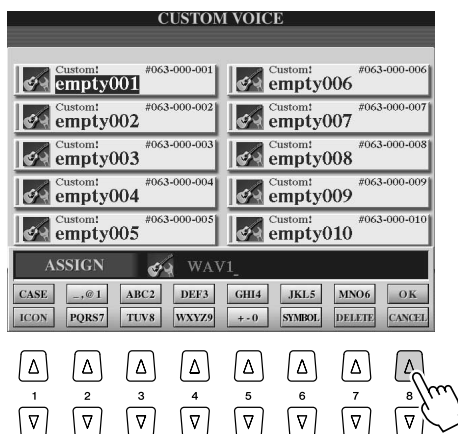 CUSTOM VOICE
Custom! #063-000-001
empty001
Custom! #063-000-006
empty006
Custom! #063-000-002
empty002
Custom! #063-000-007
empty007
Custom! #063-000-003
empty003
Custom! #063-000-008
empty008
Custom! #063-000-004
empty004
Custom! #063-000-009
empty009
Custom! #063-000-005
empty005
Custom! #063-000-010
empty010
ASSIGN WAV1_
CASE _,@1 ABC2 DEF3 GHI4 JKL5 MNO6 OK
ICON PQRS7 TUV8 WXYZ9 +-0 SYMBOL DELETE CANCEL
1 2 3 4 5 6 7 8